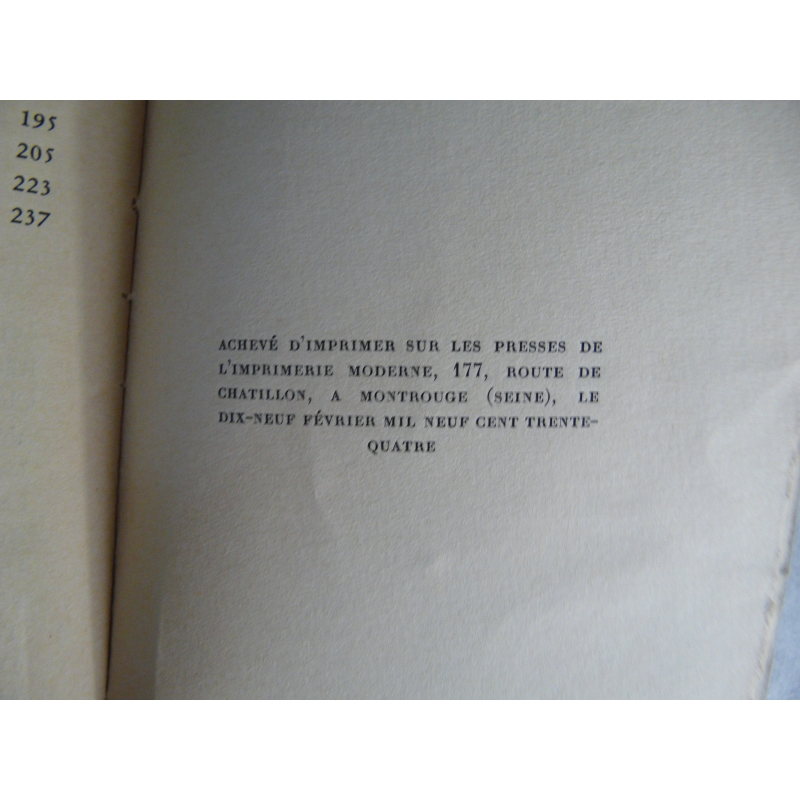 195
205
223
237
ACHEVÉ D'IMPRIMER SUR LES PRESSES DE
L'IMPRIMERIE MODERNE, 177, ROUTE DE
CHATILLON, A MONTROUGE (SEINE), LE
DIX-NEUF FÉVRIER MIL NEUF CENT TRENTE-
QUATRE